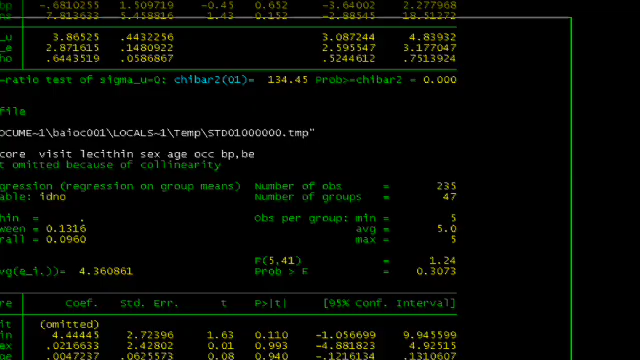 bp -.6810255 1.509719 -0.45 0.652 -3.64002 2.277968
ns 7.813633 5.458816 1.43 0.152 -2.88545 18.51272
_u 3.86525 .4432256 3.087244 4.83932
_e 2.871615 .1480922 2.595547 3.177047
ho .6443519 .0586867 .5244612 .7513924
-ratio test of sigma_u=0: chibar2(01)= 134.45 Prob>=chibar2 = 0.000
file
OCUME~1\baioc001\LOCALS~1\Temp\STD01000000.tmp"
core visit lecithin sex age occ bp,be
t omitted because of collinearity
gression (regression on group means) Number of obs = 235
able: idno Number of groups = 47
hin = . Obs per group: min = 5
ween = 0.1316 avg = 5.0
rall = 0.0960 max = 5
F(5,41) = 1.24
vg(e_i.))= 4.360861 Prob > F = 0.3073
re Coef. Std. Err. t P>|t| [95% Conf. Interval]
it (omitted)
in 4.44445 2.72396 1.63 0.110 -1.056699 9.945599
ex .0216633 2.42802 0.01 0.993 -4.881823 4.92515
ge .0047237 .0625573 0.08 0.940 -.1216134 .1310607